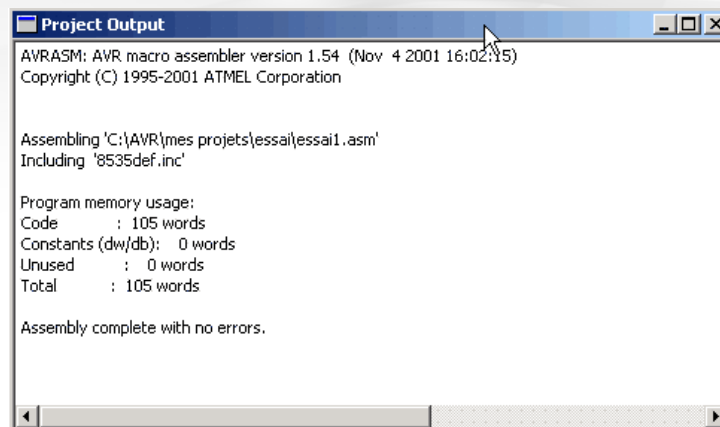 Project Output
AVRASM: AVR macro assembler version 1.54 (Nov 4 2001 16:02:15)
Copyright (C) 1995-2001 ATMEL Corporation
Assembling 'C:\AVR\mes projets\essai\essai1.asm'
Including '8535def.inc'
Program memory usage:
Code : 105 words
Constants (dw/db): 0 words
Unused : 0 words
Total : 105 words
Assembly complete with no errors.